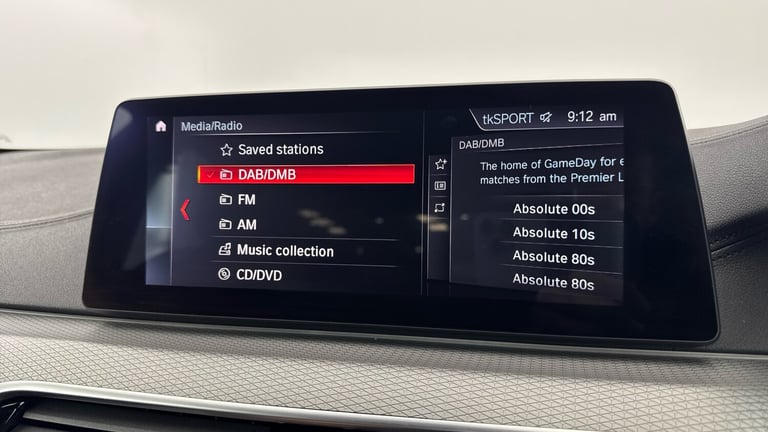 Media/Radio
tkSPORT 9:12 am
Saved stations
DAB/DMB
FM
AM
Music collection
CD/DVD
DAB/DMB
The home of GameDay for
matches from the Premier L
Absolute 00s
Absolute 10s
Absolute 80s
Absolute 80s